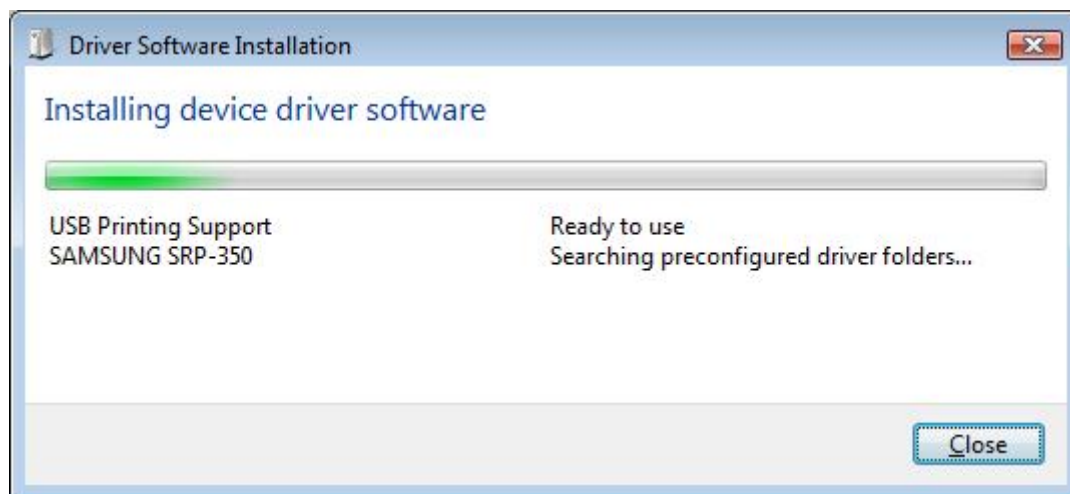 Driver Software Installation
Installing device driver software
USB Printing Support Ready to use
SAMSUNG SRP-350 Searching preconfigured driver folders...
Close